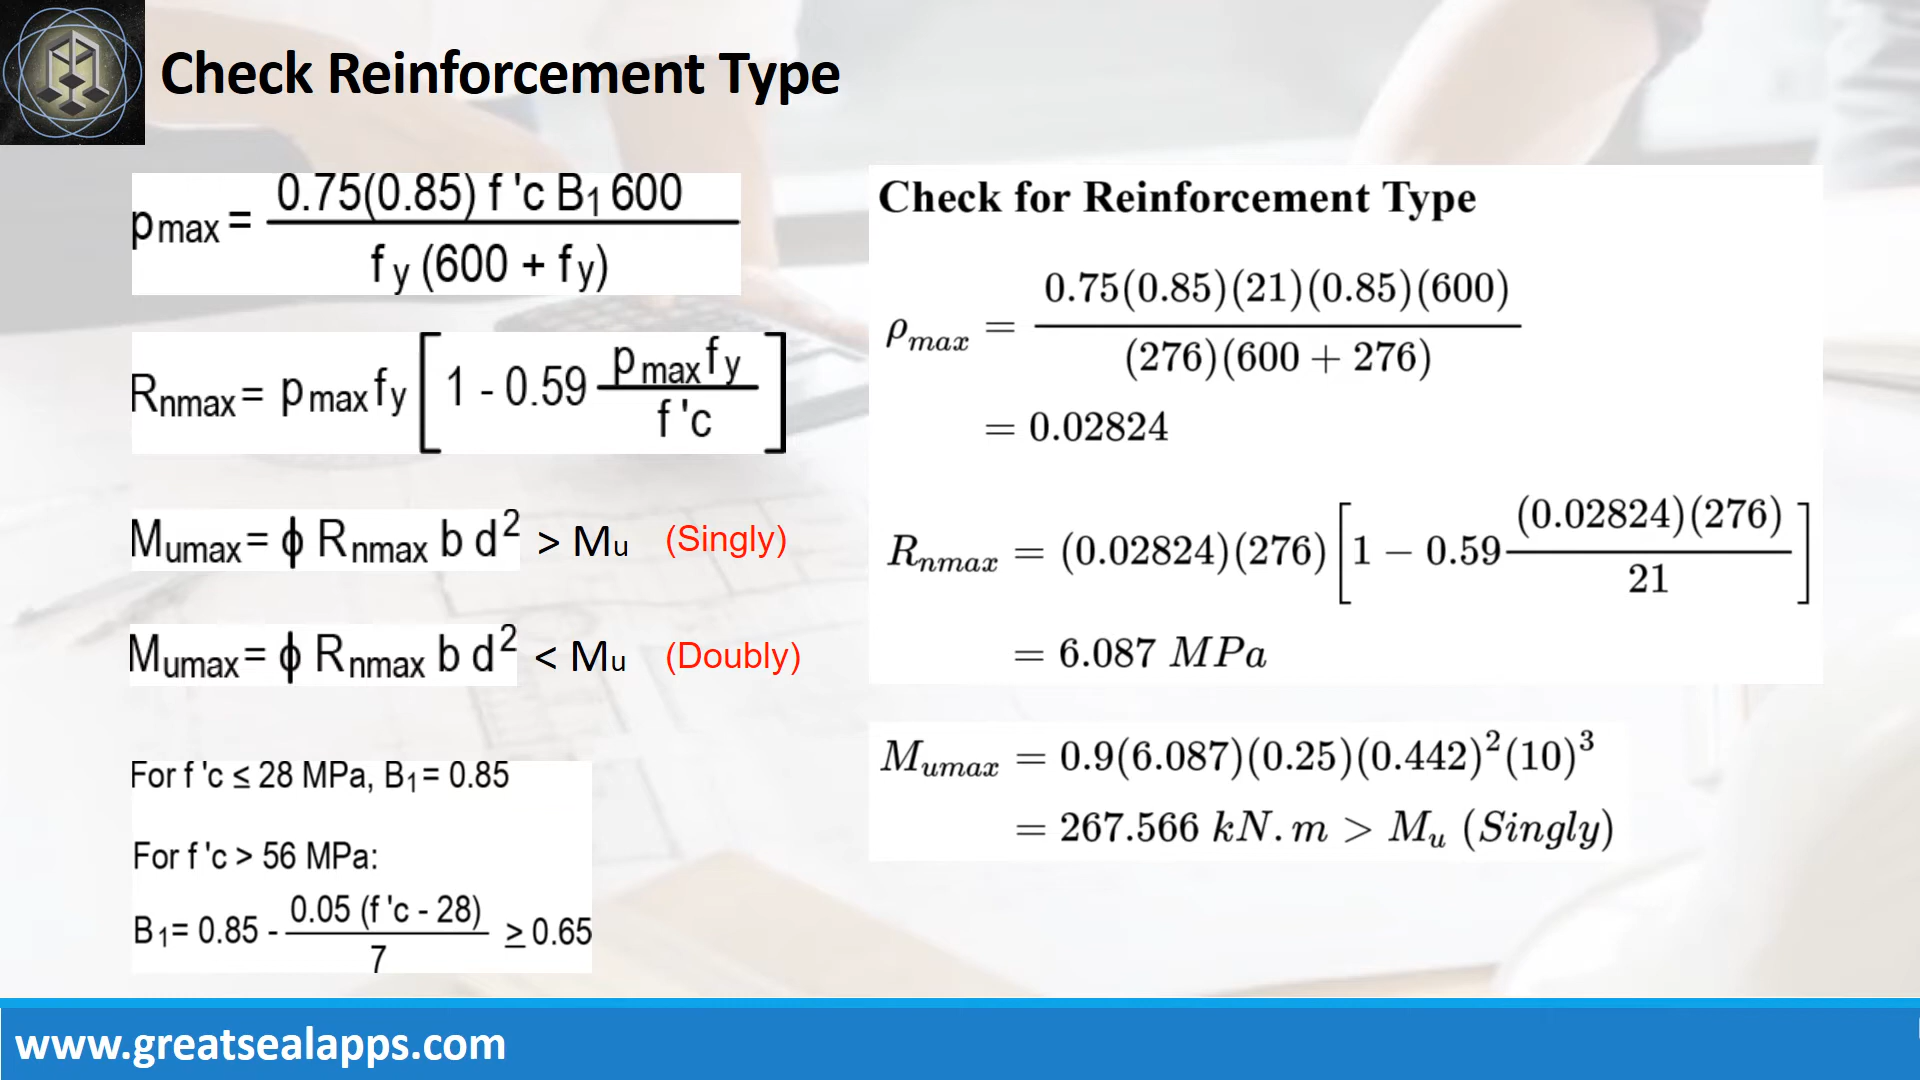 Check Reinforcement Type
pmax = 0.75(0.85) f 'c B1 600 / fy (600 + fy)
Rnmax = pmax fy [ 1 - 0.59 pmax fy / f 'c ]
Mumax = ϕ Rnmax b d² > Mu (Singly)
Mumax = ϕ Rnmax b d² < Mu (Doubly)
For f 'c ≤ 28 MPa, B1 = 0.85
For f 'c > 56 MPa:
B1 = 0.85 - 0.05 (f 'c - 28) / 7 ≥ 0.65
Check for Reinforcement Type
ρmax = 0.75(0.85)(21)(0.85)(600) / (276)(600 + 276)
= 0.02824
Rnmax = (0.02824)(276) [ 1 − 0.59 (0.02824)(276) / 21 ]
= 6.087 MPa
Mumax = 0.9(6.087)(0.25)(0.442)²(10)³
= 267.566 kN.m > Mu (Singly)
www.greatsealapps.com